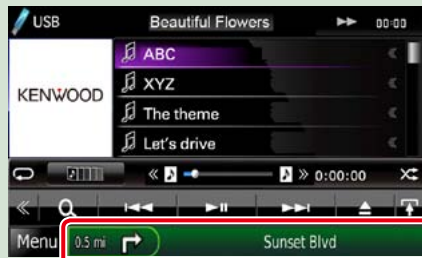 USB
Beautiful Flowers
00:00
KENWOOD
ABC
XYZ
The theme
Let's drive
0:00:00
Menu
0.5 mi
Sunset Blvd